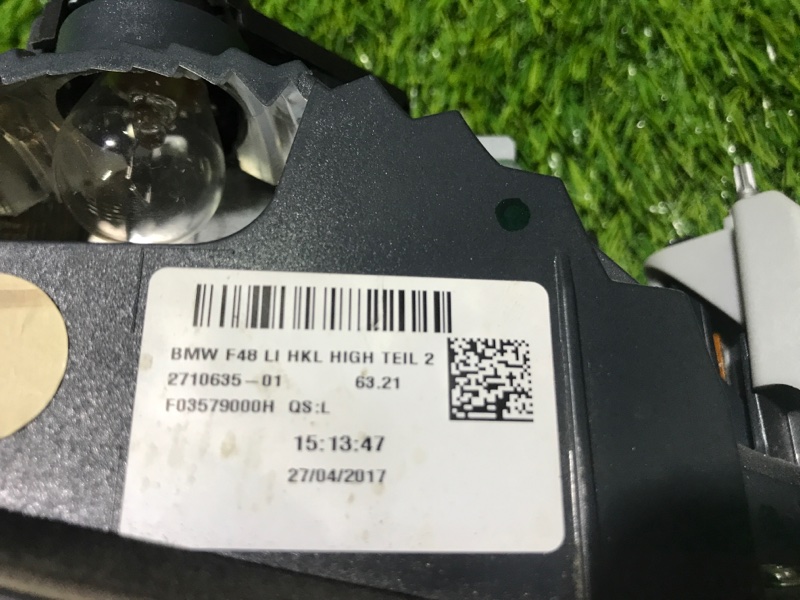 BMW F48 LI HKL HIGH TEIL 2
2710635-01 63.21
F03579000H QS:L
15:13:47
27/04/2017